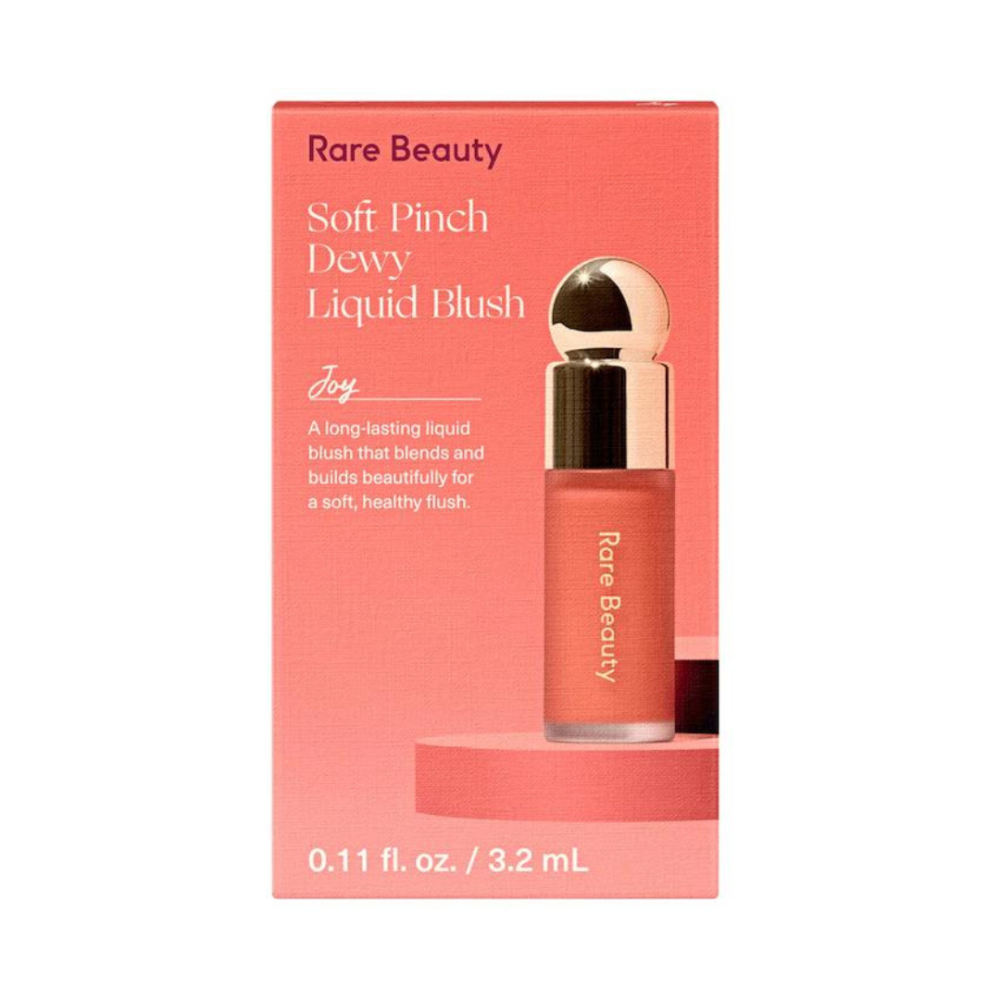 Joy
Rare Beauty
Soft Pinch
Dewy
Liquid Blush
Joy
A long-lasting liquid
blush that blends and
builds beautifully for
a soft, healthy flush.
Rare Beauty
0.11 fl. oz. / 3.2 mL